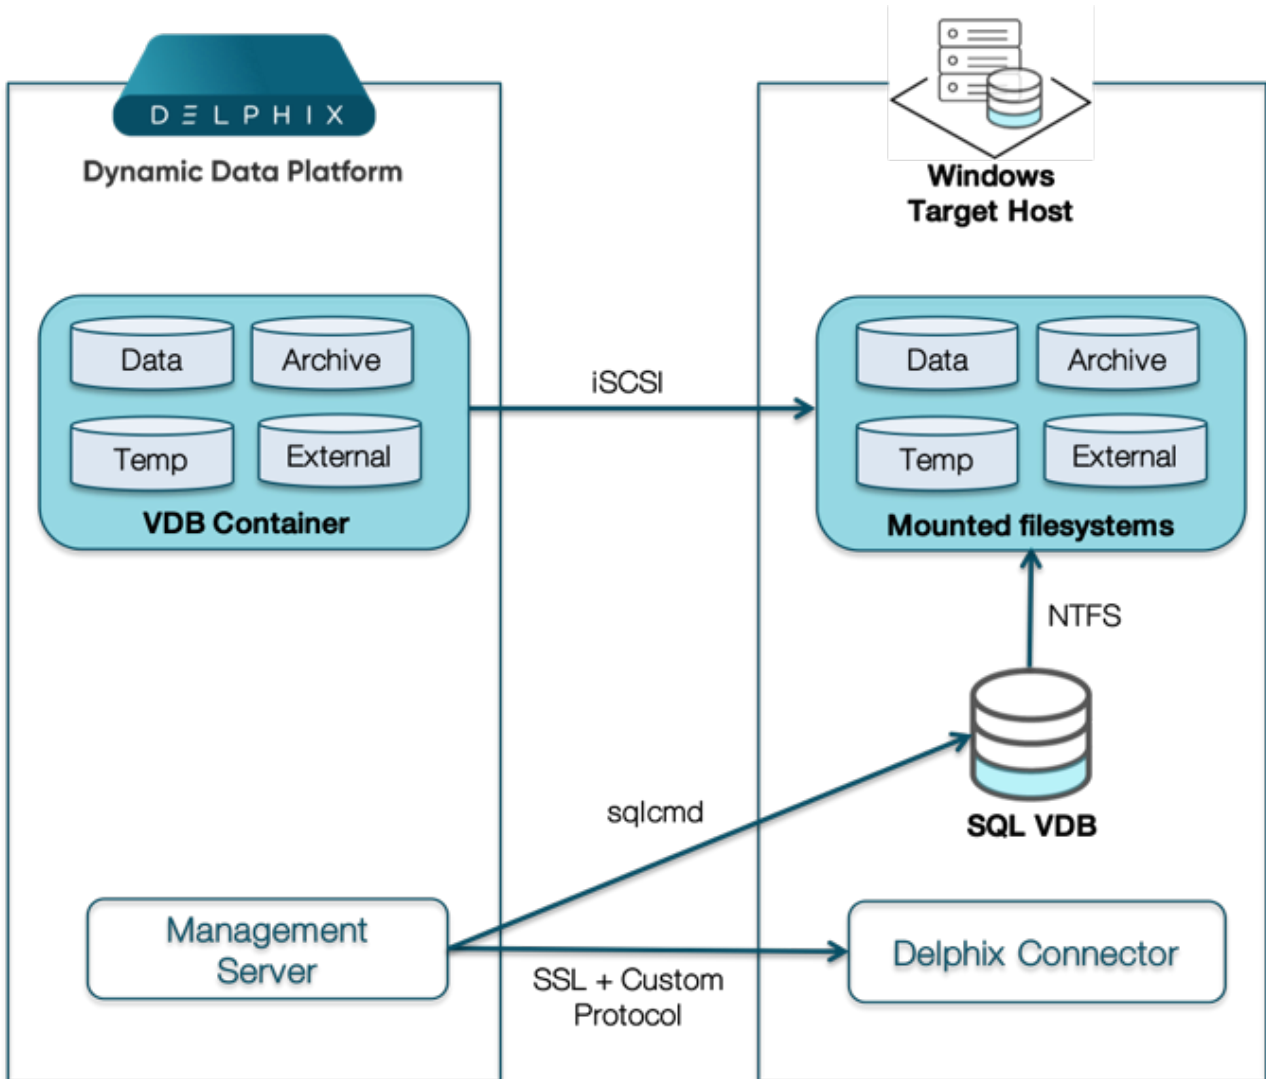 DELPHIX
Dynamic Data Platform
Windows
Target Host
Data
Archive
Temp
External
VDB Container
iSCSI
Data
Archive
Temp
External
Mounted filesystems
NTFS
SQL VDB
sqlcmd
Management
Server
SSL + Custom
Protocol
Delphix Connector